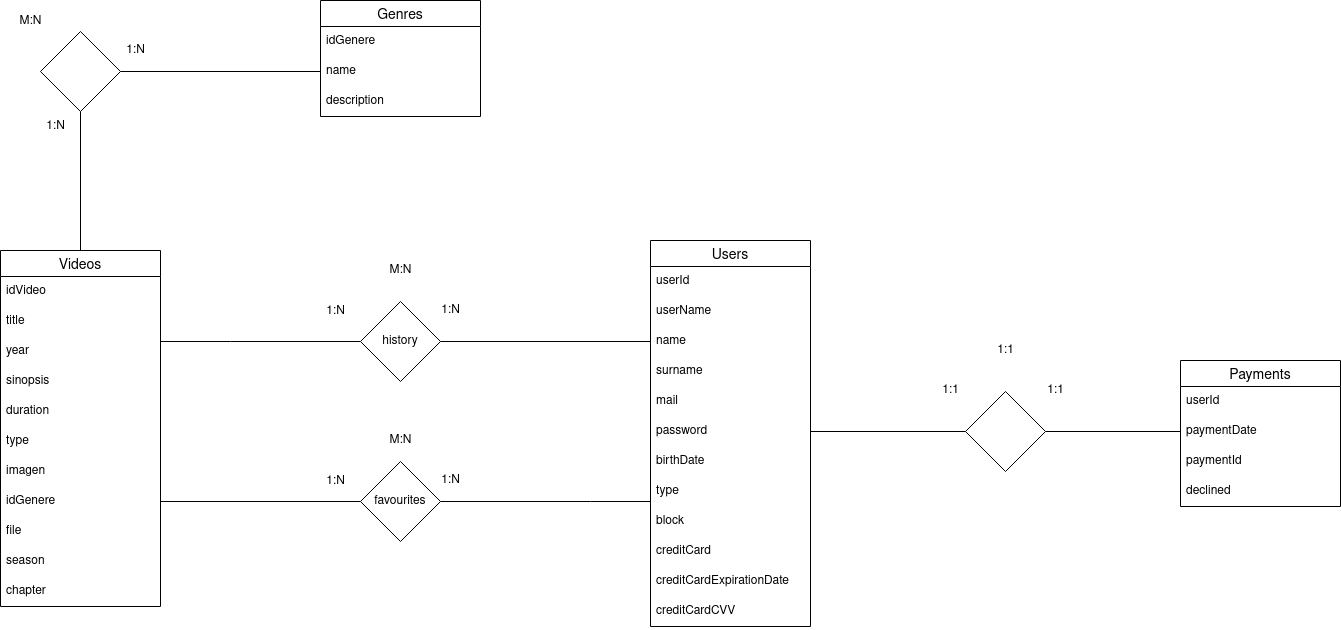 M:N
1:N
1:N
Genres
idGenere
name
description
Videos
idVideo
title
year
sinopsis
duration
type
imagen
idGenere
file
season
chapter
M:N
1:N
1:N
history
M:N
1:N
1:N
favourites
Users
userId
userName
name
surname
mail
password
birthDate
type
block
creditCard
creditCardExpirationDate
creditCardCVV
1:1
1:1
1:1
Payments
userId
paymentDate
paymentId
declined